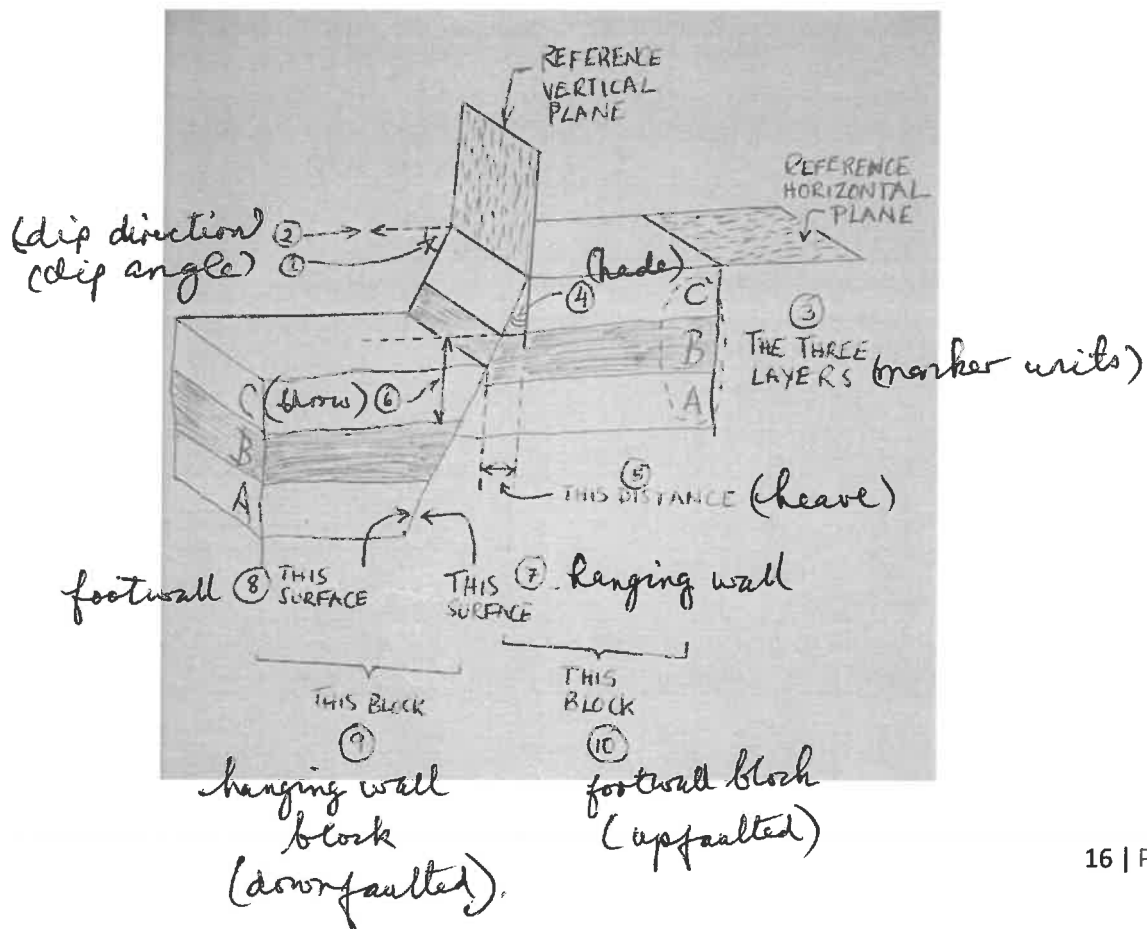 REFERENCE
VERTICAL
PLANE
REFERENCE
HORIZONTAL
PLANE
(dip direction) ②
(dip angle) ①
(hade)
④
C
B
A
③
THE THREE
LAYERS (marker units)
C (throw) ⑥
B
A
⑤
THIS DISTANCE (heave)
footwall ⑧ THIS
SURFACE
THIS ⑦ hanging wall
SURFACE
THIS BLOCK
⑨
hanging wall
block
(downfaulted).
THIS
BLOCK
⑩
footwall block
(upfaulted)
16 | P